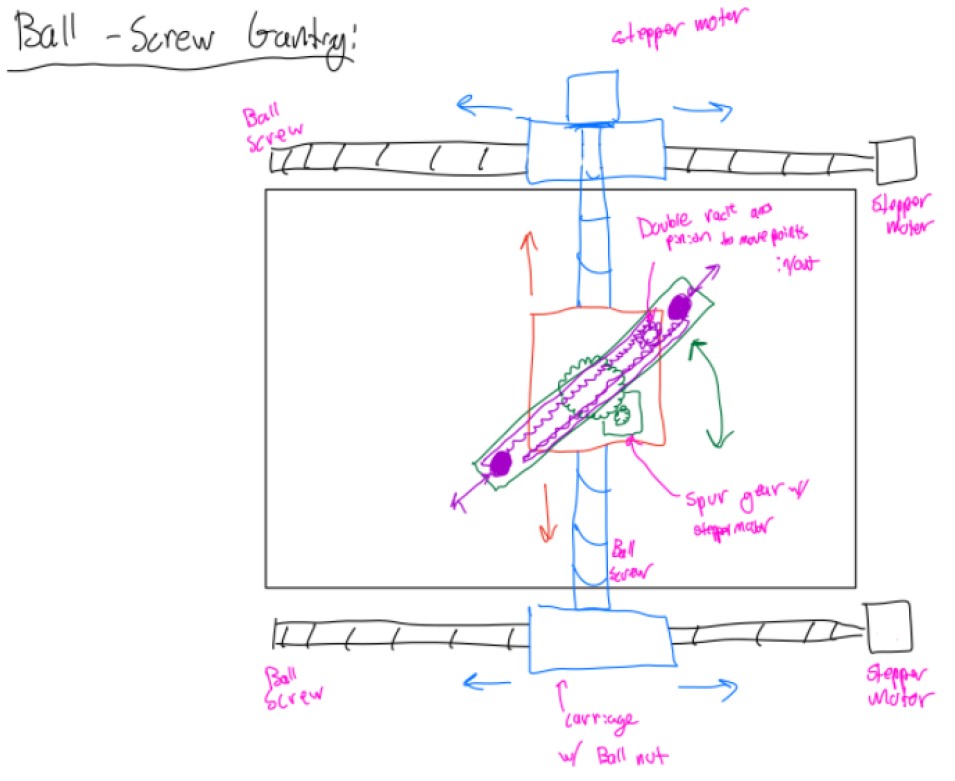 Ball - Screw Gantry:
stepper motor
Ball
Screw
Stepper
motor
Double rack and
pinion to move points
in/out
Spur gear w/
stepper motor
Ball
Screw
Ball
Screw
Stepper
motor
Carriage
w/ Ball nut